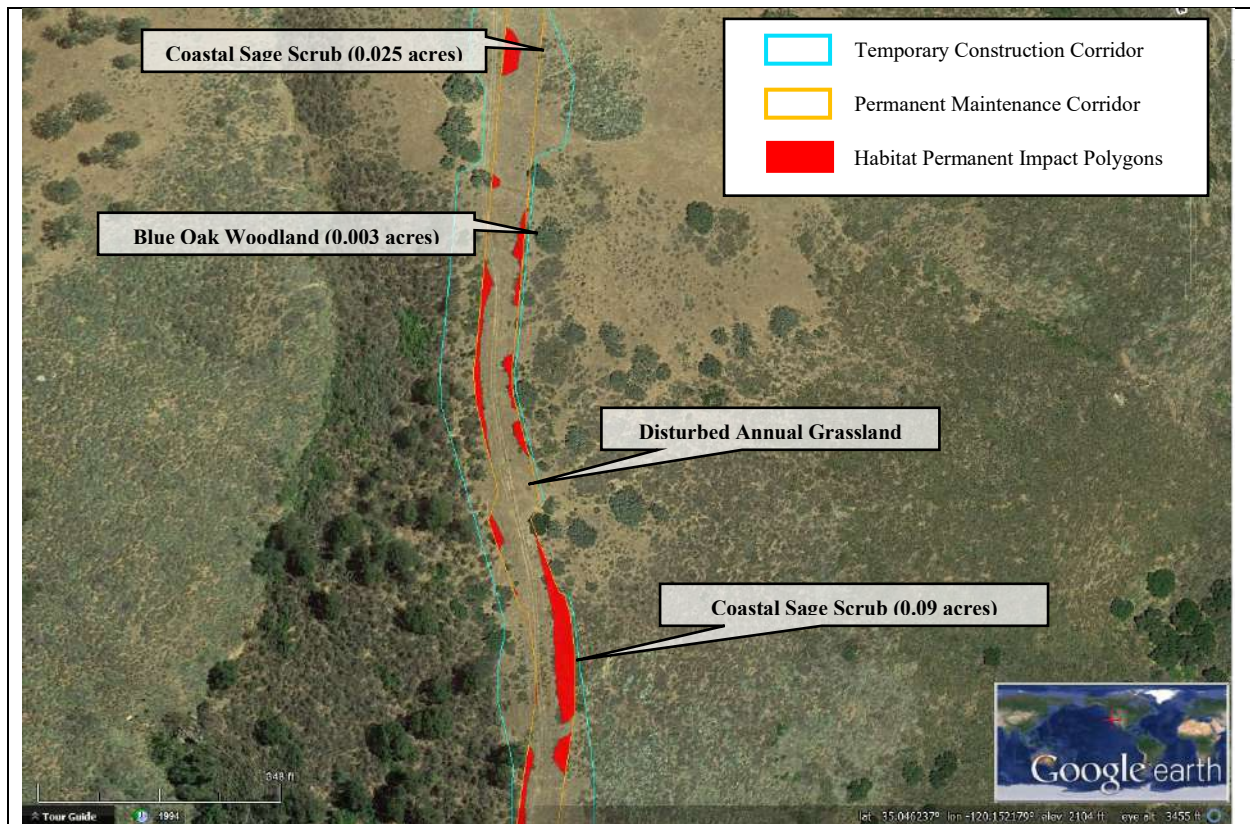 Coastal Sage Scrub (0.025 acres)
Temporary Construction Corridor
Permanent Maintenance Corridor
Habitat Permanent Impact Polygons
Blue Oak Woodland (0.003 acres)
Disturbed Annual Grassland
Coastal Sage Scrub (0.09 acres)
Google earth
348 ft
Tour Guide
1994
lat 35.046237° lon -120.152179° elev 2104 ft eye alt 3455 ft